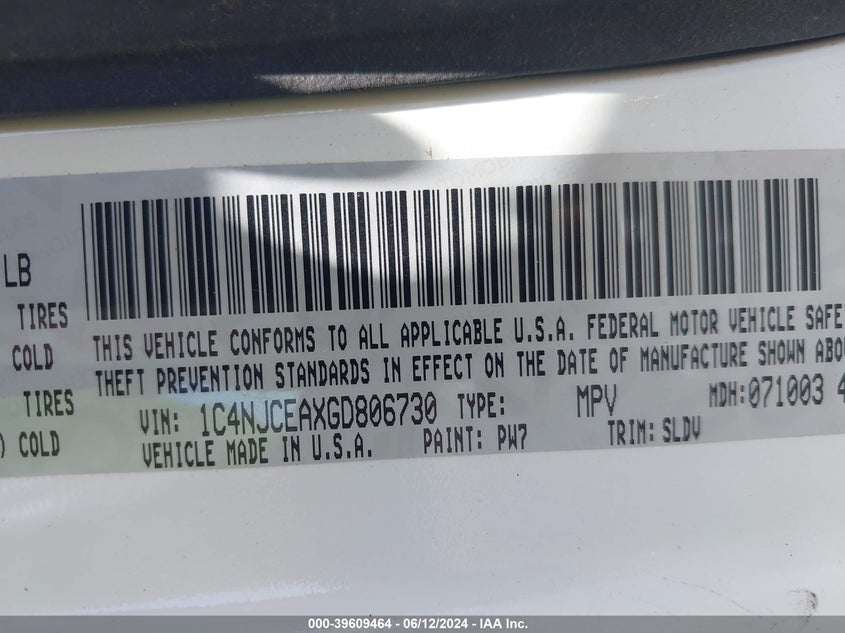 LB
TIRES
COLD
TIRES
) COLD
THIS VEHICLE CONFORMS TO ALL APPLICABLE U.S.A. FEDERAL MOTOR VEHICLE SAFE
THEFT PREVENTION STANDARDS IN EFFECT ON THE DATE OF MANUFACTURE SHOWN ABO
VIN: 1C4NJCEAXGD806730 TYPE: MPV MDH:071003 4
VEHICLE MADE IN U.S.A. PAINT: PW7 TRIM: SLDV
000-39609464 - 06/12/2024 - IAA Inc.